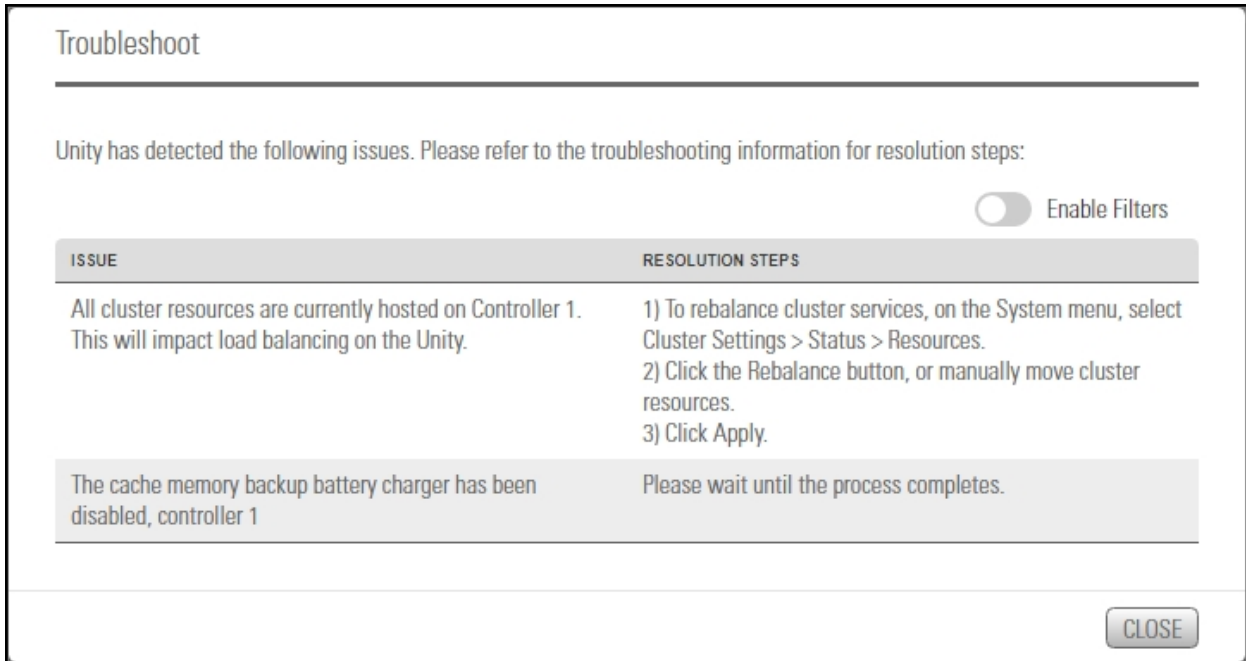 Troubleshoot
Unity has detected the following issues. Please refer to the troubleshooting information for resolution steps:
Enable Filters
ISSUE
RESOLUTION STEPS
All cluster resources are currently hosted on Controller 1.
This will impact load balancing on the Unity.
1) To rebalance cluster services, on the System menu, select
Cluster Settings > Status > Resources.
2) Click the Rebalance button, or manually move cluster
resources.
3) Click Apply.
The cache memory backup battery charger has been
disabled, controller 1
Please wait until the process completes.
CLOSE